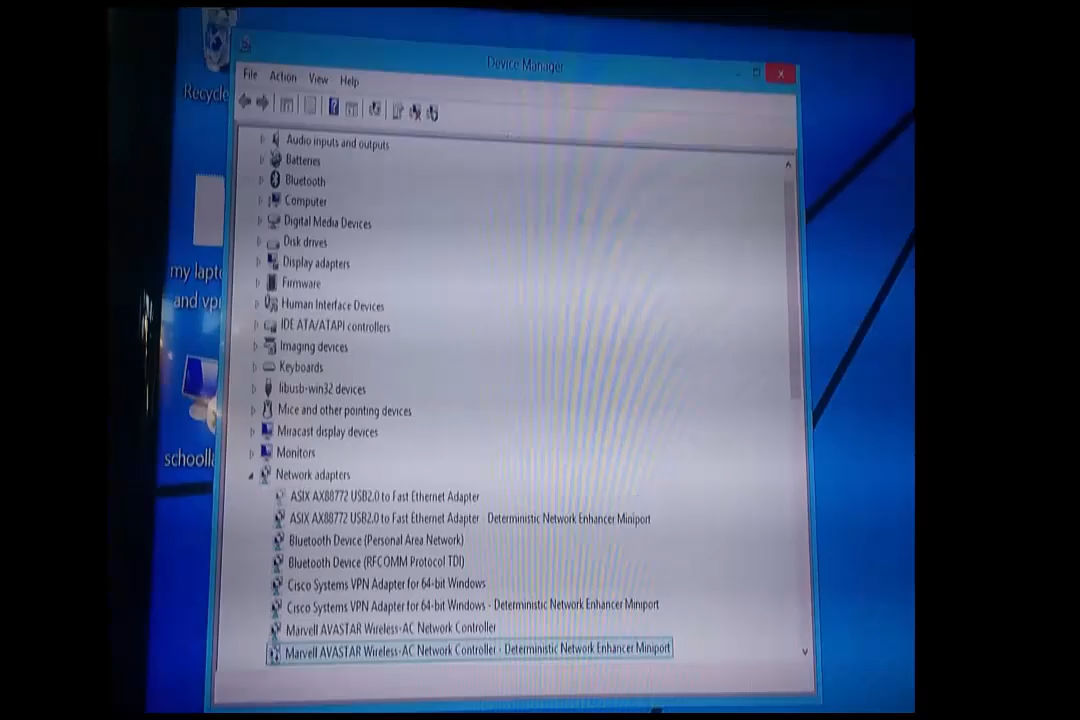 Device Manager
File Action View Help
Recycle
Audio inputs and outputs
Batteries
Bluetooth
Computer
Digital Media Devices
Disk drives
Display adapters
my lapt
Firmware
and vp
Human Interface Devices
IDE ATA/ATAPI controllers
Imaging devices
Keyboards
libusb-win32 devices
Mice and other pointing devices
Miracast display devices
Monitors
schooll
Network adapters
ASIX AX88772 USB2.0 to Fast Ethernet Adapter
ASIX AX88772 USB2.0 to Fast Ethernet Adapter - Deterministic Network Enhancer Miniport
Bluetooth Device (Personal Area Network)
Bluetooth Device (RFCOMM Protocol TDI)
Cisco Systems VPN Adapter for 64-bit Windows
Cisco Systems VPN Adapter for 64-bit Windows - Deterministic Network Enhancer Miniport
Marvell AVASTAR Wireless-AC Network Controller
Marvell AVASTAR Wireless-AC Network Controller - Deterministic Network Enhancer Miniport